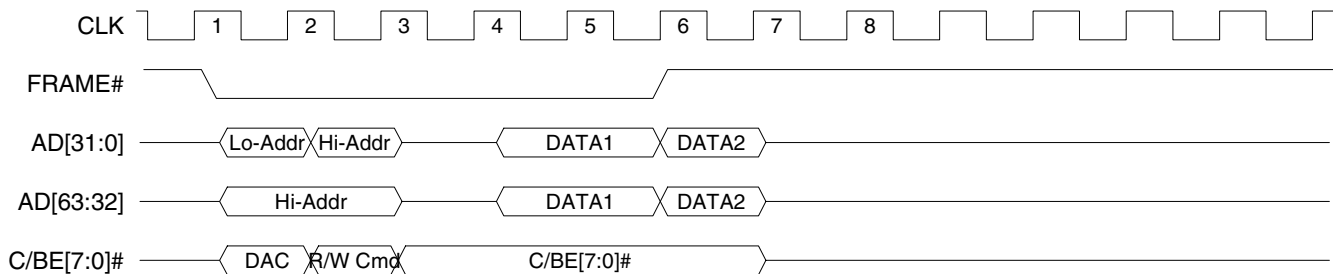 CLK 1 2 3 4 5 6 7 8
FRAME#
AD[31:0] Lo-Addr Hi-Addr DATA1 DATA2
AD[63:32] Hi-Addr DATA1 DATA2
C/BE[7:0]# DAC R/W Cmd C/BE[7:0]#